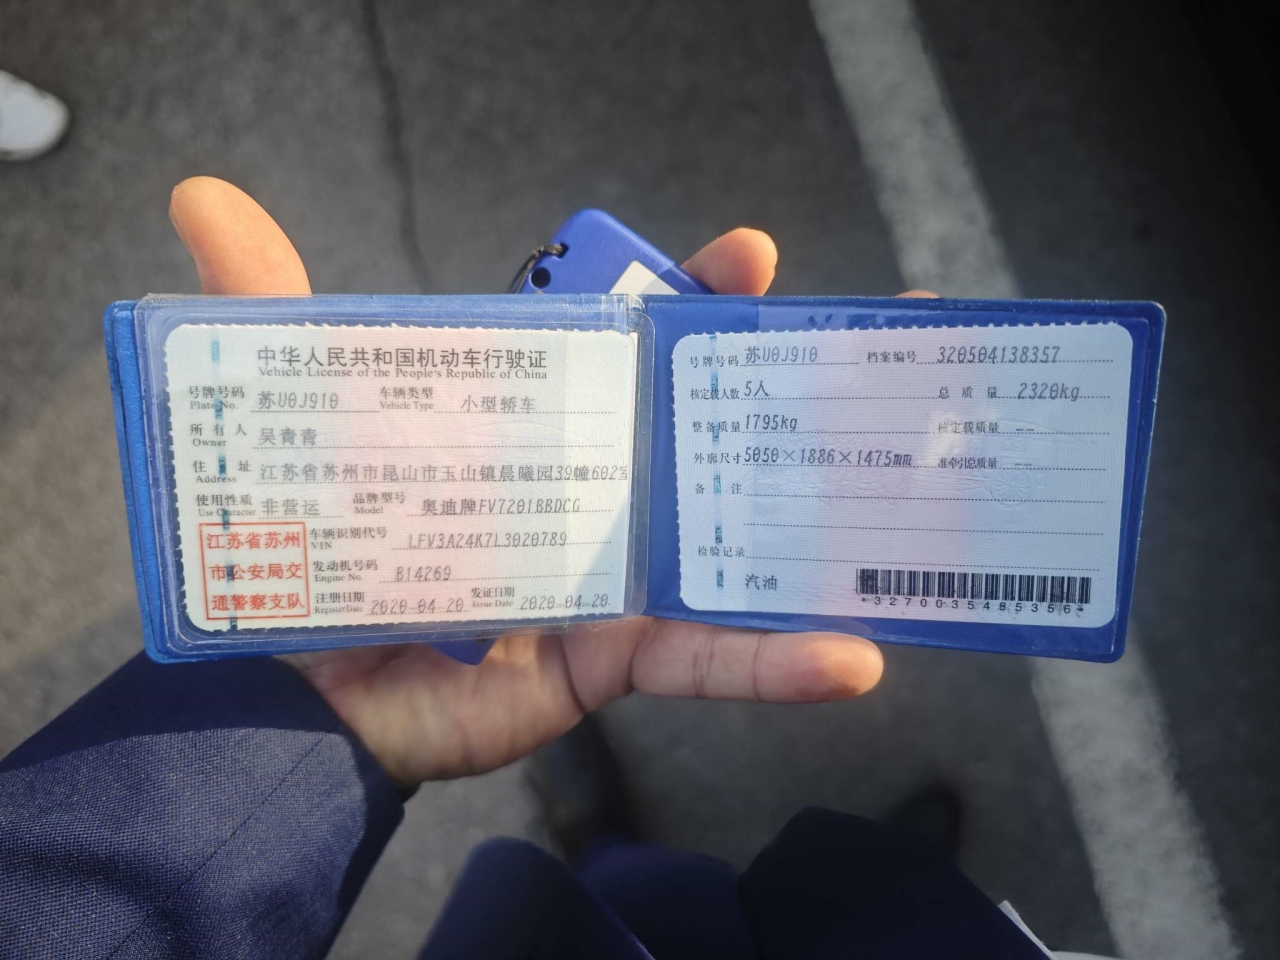 中华人民共和国机动车行驶证
Vehicle License of the People's Republic of China
号牌号码 苏U0J910 车辆类型 小型轿车
Plate No. Vehicle Type
所有人 吴青青
Owner
住址 江苏省苏州市昆山市玉山镇晨曦园39幢602室
Address
使用性质 非营运 品牌型号 奥迪牌FV7201BBDCG
Use Character Model
江苏省苏州
市公安局交
通警察支队
车辆识别代号 LFV3A24K7L3020789
VIN
发动机号码 B14269
Engine No.
注册日期 2020-04-20 发证日期 2020-04-20
Register Date Issue Date
号牌号码 苏U0J910 档案编号 320504138357
核定载人数 5人 总质量 2320kg
整备质量 1795kg 核定载质量 --
外廓尺寸 5050×1886×1475mm 准牵引总质量 --
备注
检验记录
汽油
*3270035485356*